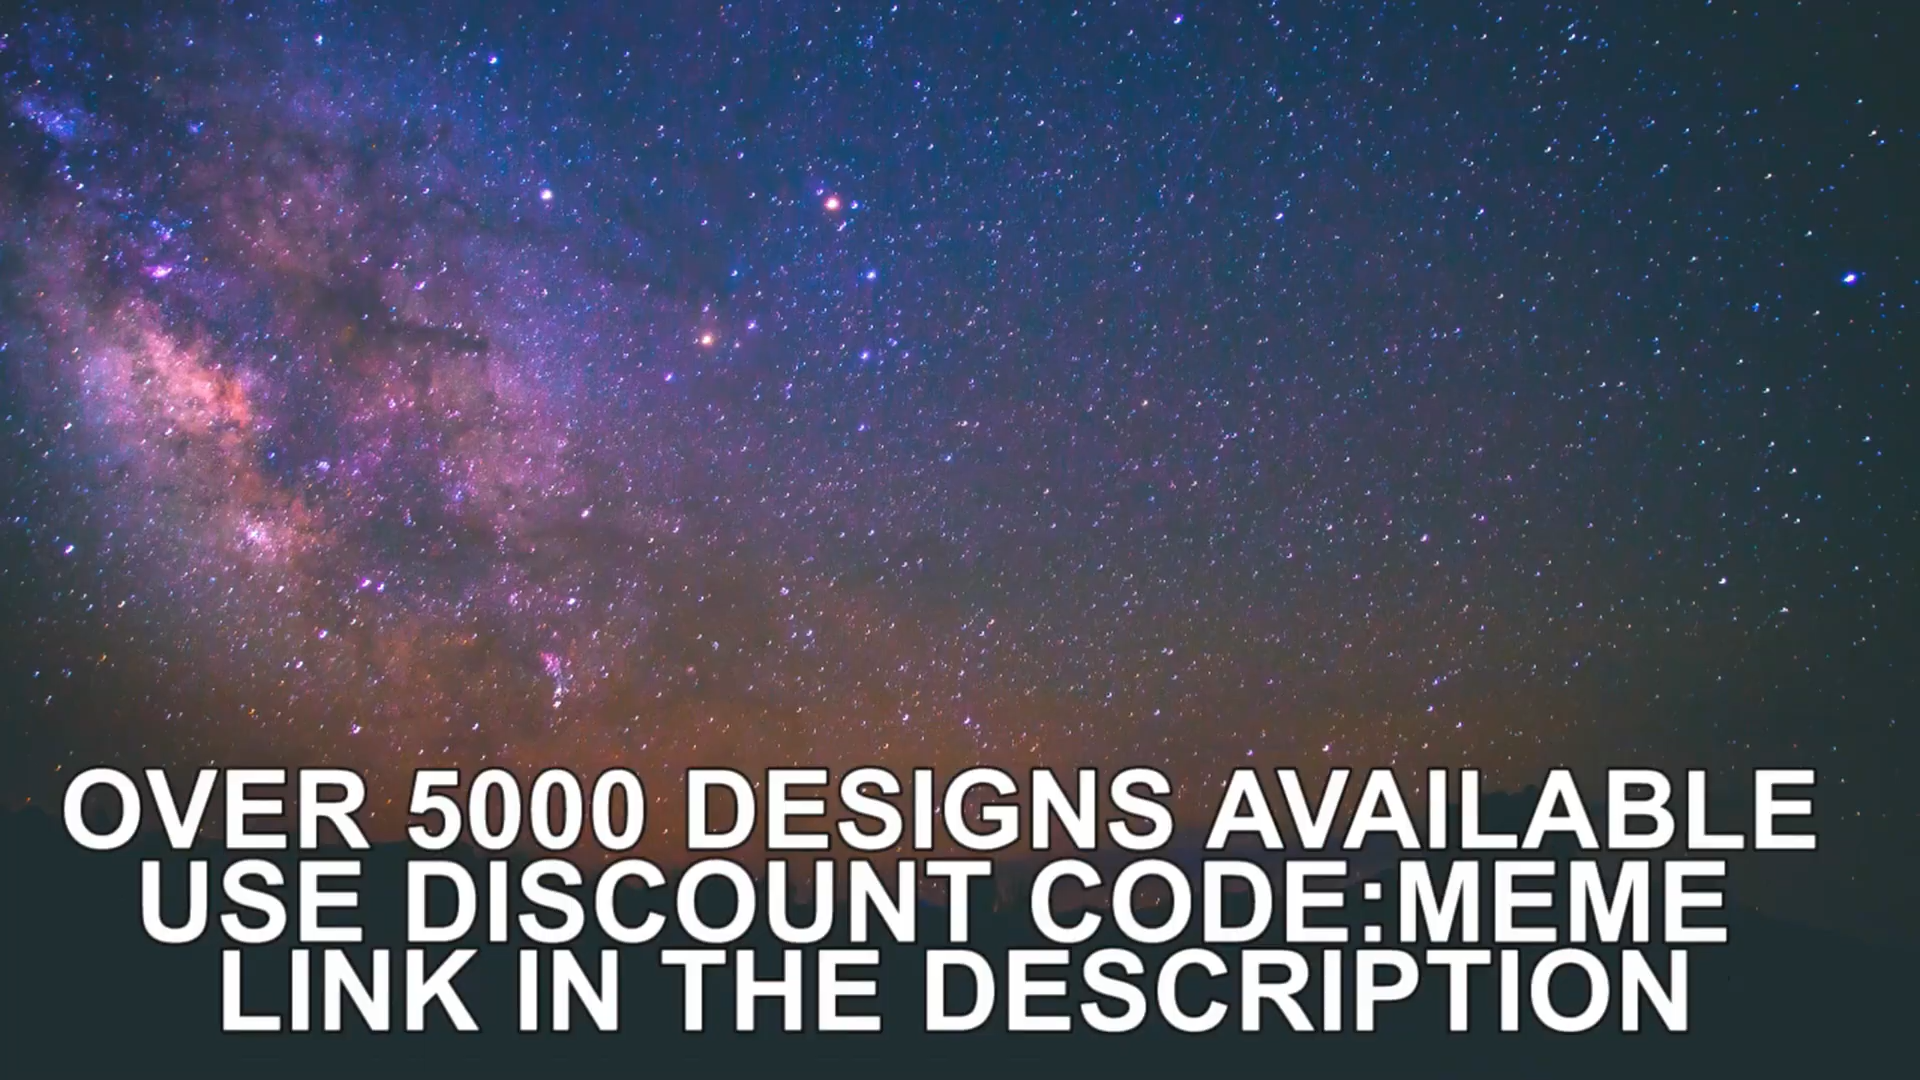 OVER 5000 DESIGNS AVAILABLE
USE DISCOUNT CODE:MEME
LINK IN THE DESCRIPTION